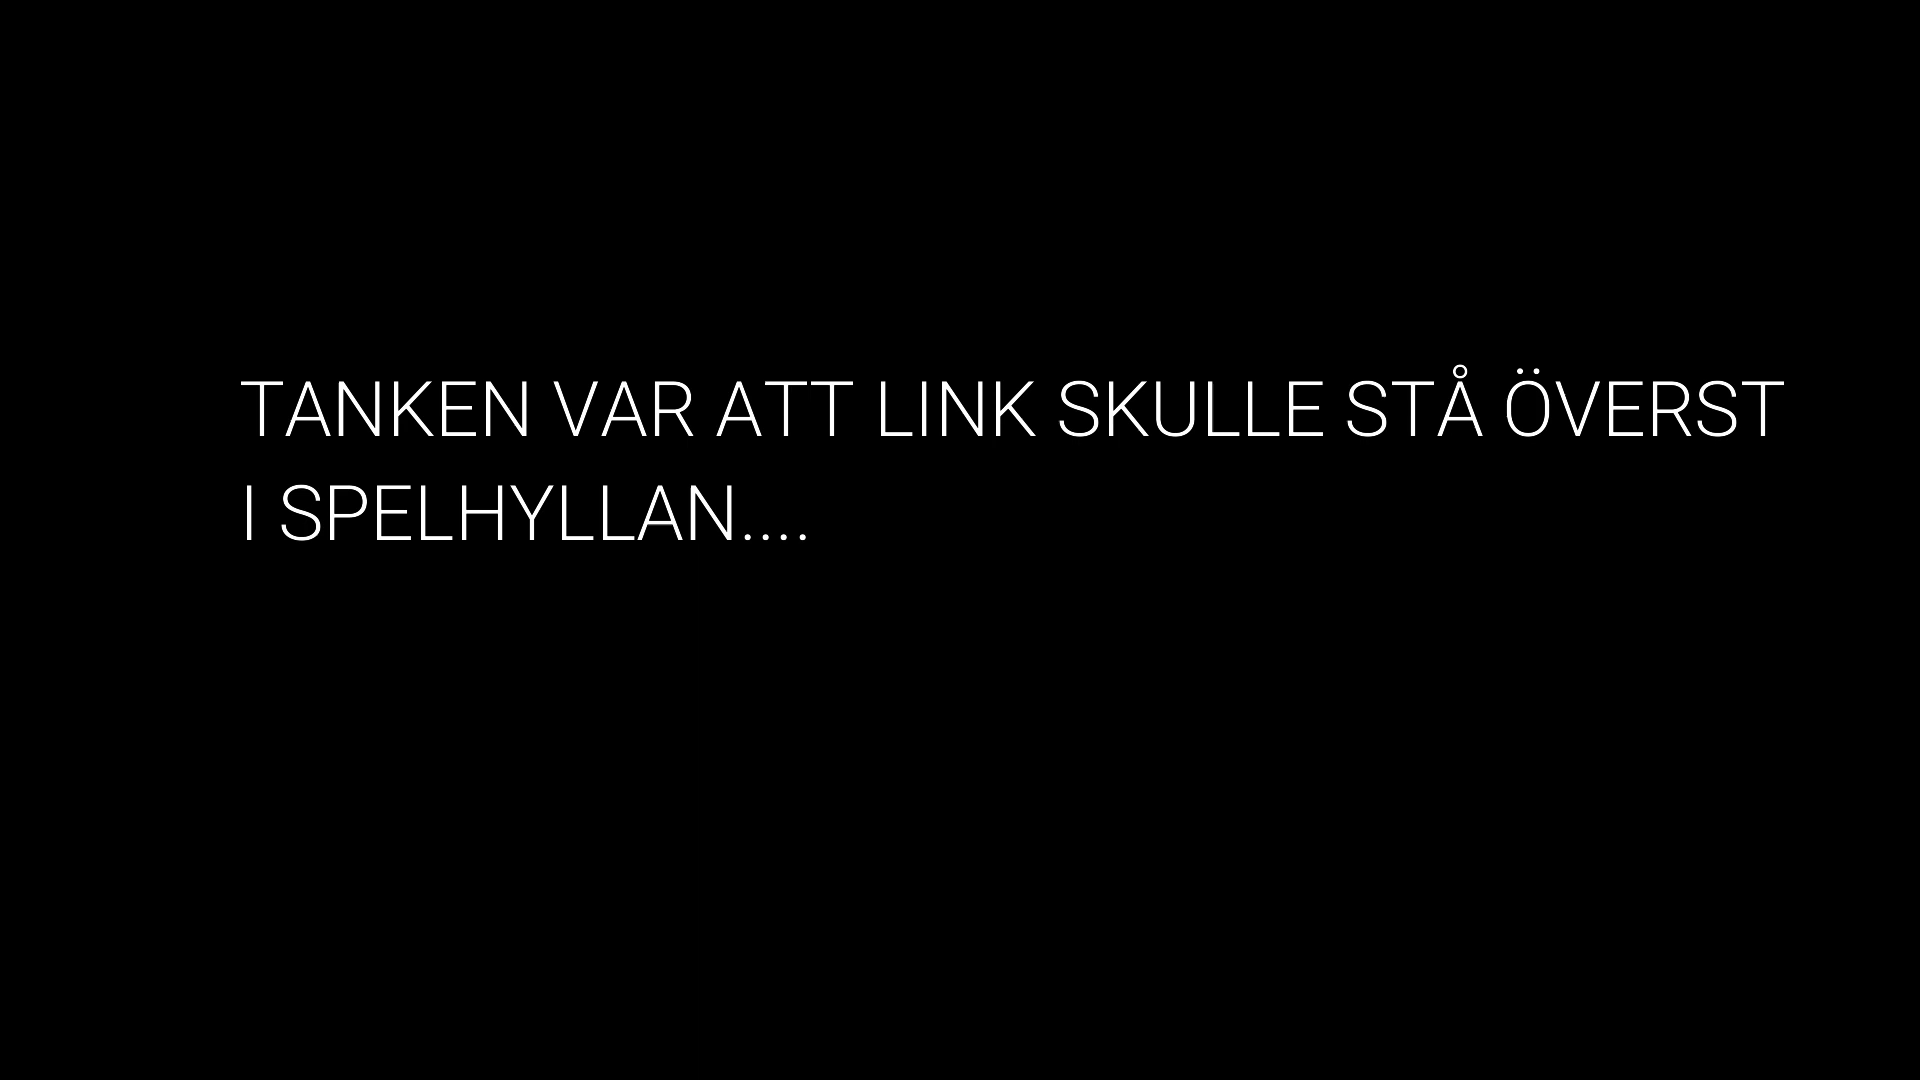 TANKEN VAR ATT LINK SKULLE STÅ ÖVERST
I SPELHYLLAN....